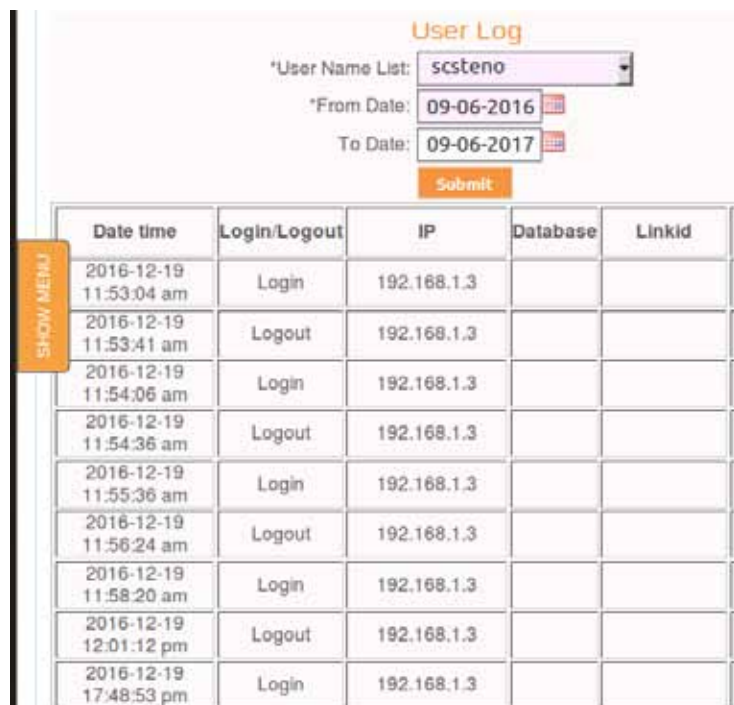 User Log
*User Name List: scsteno
*From Date: 09-06-2016
To Date: 09-06-2017
Submit
SHOW MENU
Date time Login/Logout IP Database Linkid
2016-12-19
11:53:04 am Login 192.168.1.3
2016-12-19
11:53:41 am Logout 192.168.1.3
2016-12-19
11:54:06 am Login 192.168.1.3
2016-12-19
11:54:36 am Logout 192.168.1.3
2016-12-19
11:55:36 am Login 192.168.1.3
2016-12-19
11:56:24 am Logout 192.168.1.3
2016-12-19
11:58:20 am Login 192.168.1.3
2016-12-19
12:01:12 pm Logout 192.168.1.3
2016-12-19
17:48:53 pm Login 192.168.1.3